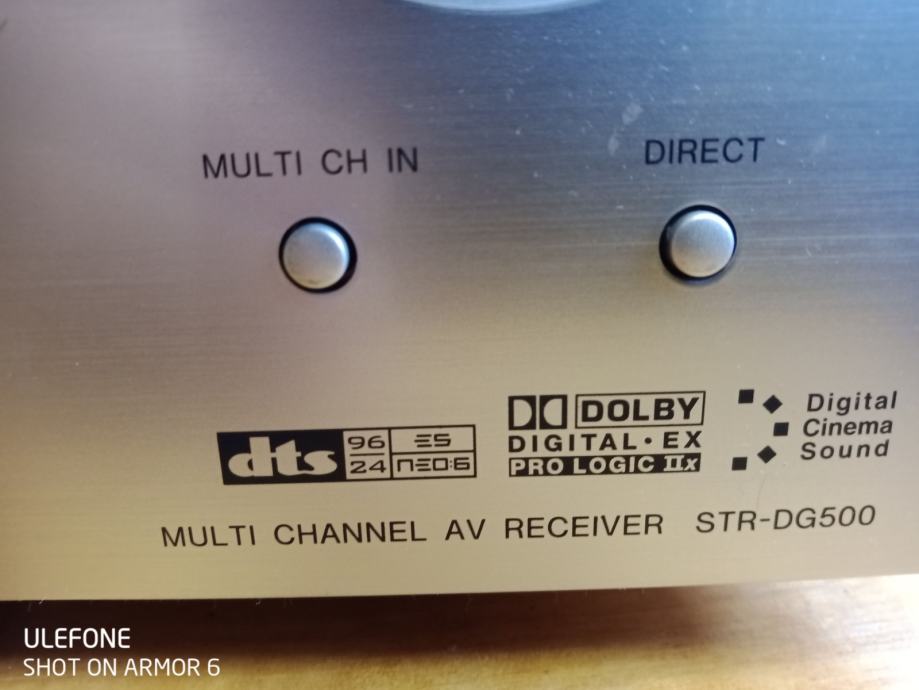 MULTI CH IN
DIRECT
dts 96 24 ES NEO:6
DOLBY
DIGITAL · EX
PRO LOGIC IIx
Digital
Cinema
Sound
MULTI CHANNEL AV RECEIVER STR-DG500
ULEFONE
SHOT ON ARMOR 6